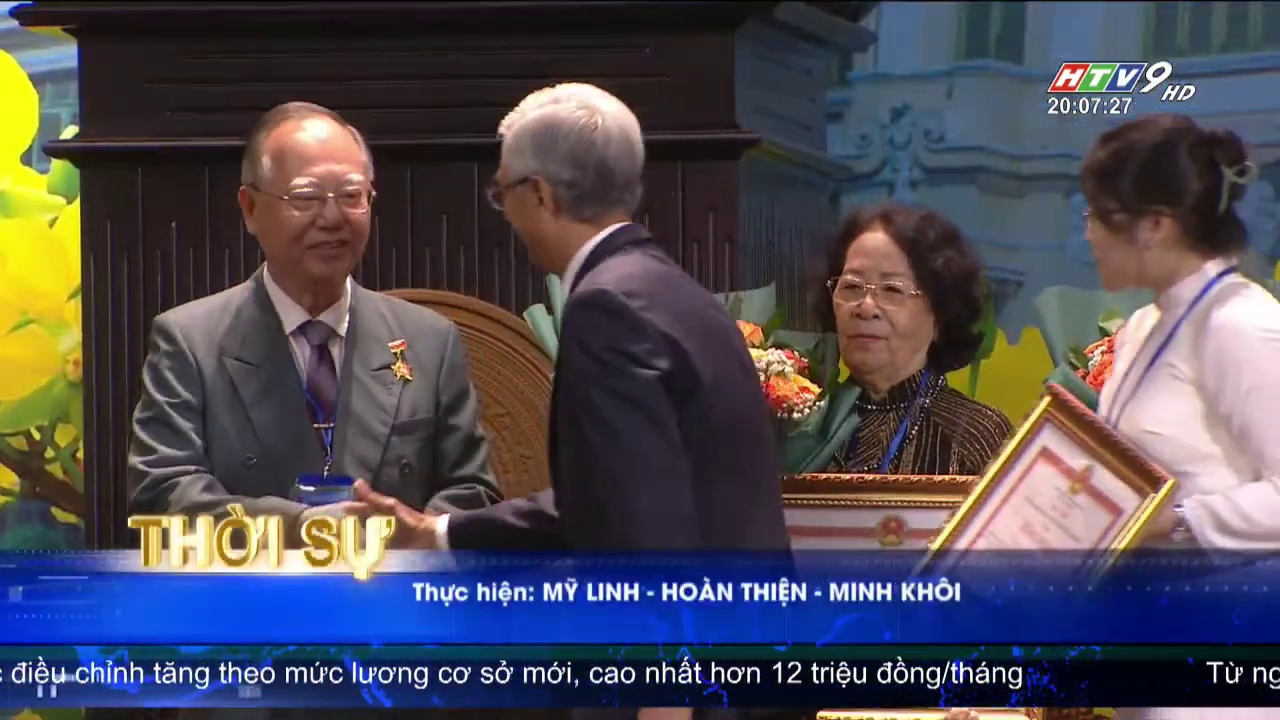 HTV9 HD
20:07:27
THỜI SỰ
Thực hiện: MỸ LINH - HOÀN THIỆN - MINH KHÔI
điều chỉnh tăng theo mức lương cơ sở mới, cao nhất hơn 12 triệu đồng/tháng
Từ